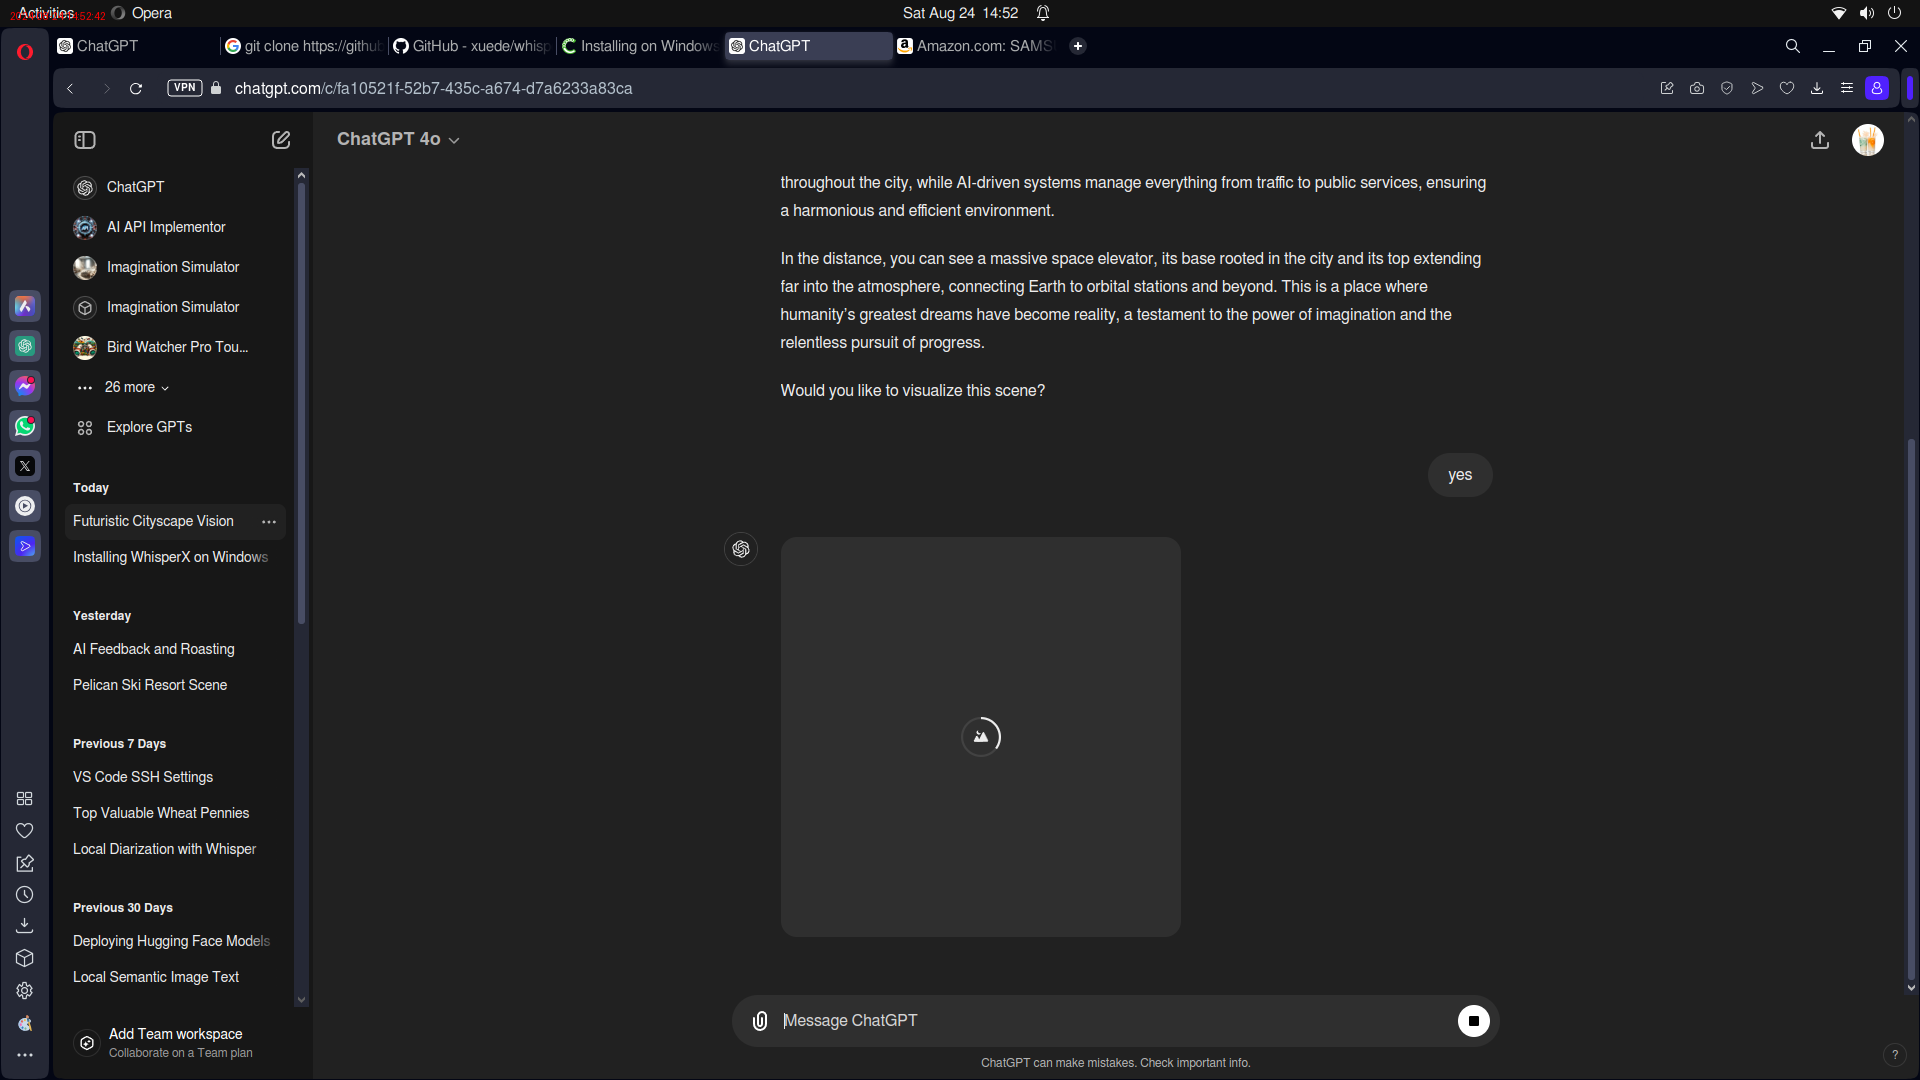 Activities
Opera
Sat Aug 24 14:52
ChatGPT
git clone https://githu
GitHub - xuede/whisp
Installing on Windows
ChatGPT
Amazon.com: SAMS
VPN
chatgpt.com/c/fa10521f-52b7-435c-a674-d7a6233a83ca
ChatGPT 4o
ChatGPT
AI API Implementor
Imagination Simulator
Imagination Simulator
Bird Watcher Pro Tou...
26 more
Explore GPTs
Today
Futuristic Cityscape Vision
Installing WhisperX on Windows
Yesterday
AI Feedback and Roasting
Pelican Ski Resort Scene
Previous 7 Days
VS Code SSH Settings
Top Valuable Wheat Pennies
Local Diarization with Whisper
Previous 30 Days
Deploying Hugging Face Models
Local Semantic Image Text
Add Team workspace
Collaborate on a Team plan
throughout the city, while AI-driven systems manage everything from traffic to public services, ensuring
a harmonious and efficient environment.
In the distance, you can see a massive space elevator, its base rooted in the city and its top extending
far into the atmosphere, connecting Earth to orbital stations and beyond. This is a place where
humanity’s greatest dreams have become reality, a testament to the power of imagination and the
relentless pursuit of progress.
Would you like to visualize this scene?
yes
Message ChatGPT
ChatGPT can make mistakes. Check important info.
?